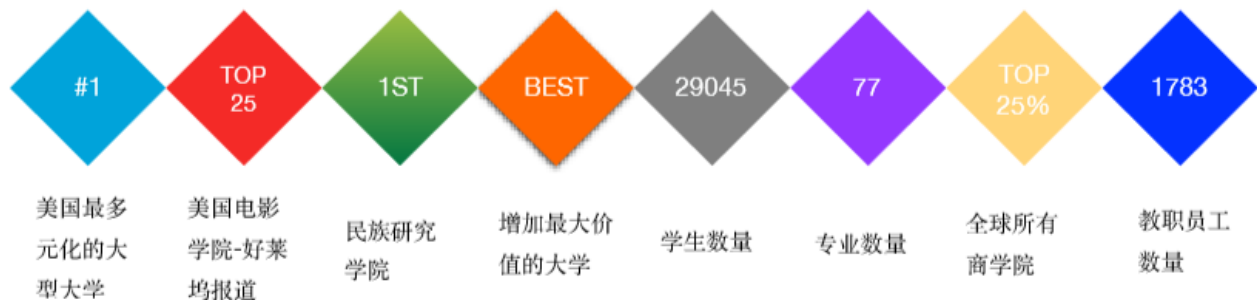 #1
TOP
25
1ST
BEST
29045
77
TOP
25%
1783
美国最多
元化的大
型大学
美国电影
学院-好莱
坞报道
民族研究
学院
增加最大价
值的大学
学生数量
专业数量
全球所有
商学院
教职员工
数量